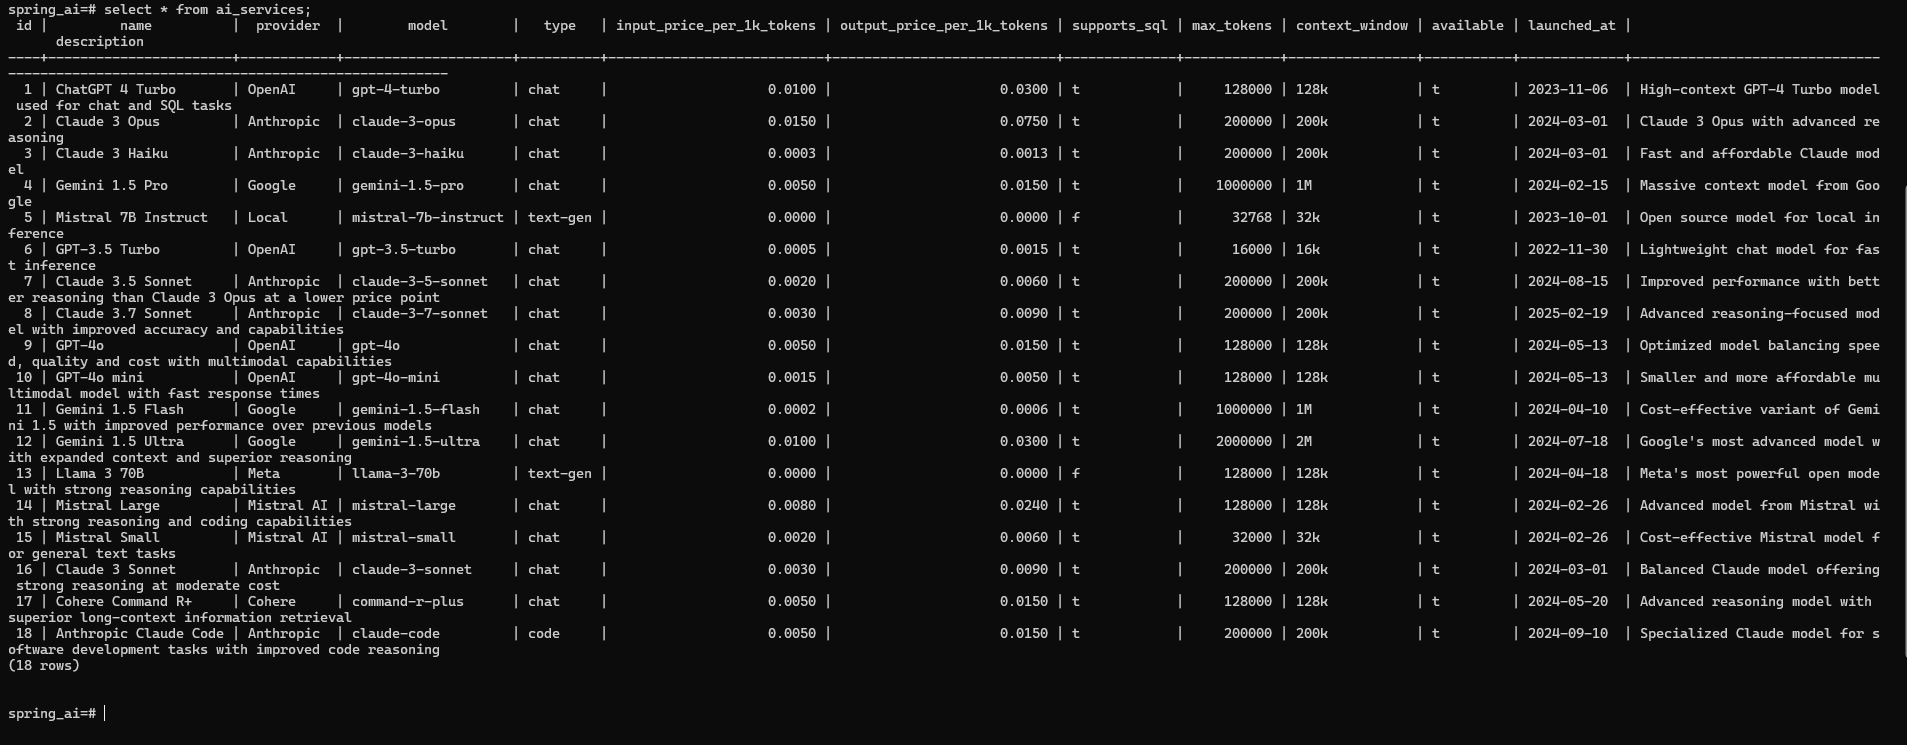 spring_ai=# select * from ai_services;
 id |         name         |  provider  |        model        |   type   | input_price_per_1k_tokens | output_price_per_1k_tokens | supports_sql | max_tokens | context_window | available | launched_at |
      description
----+-----------------------+------------+---------------------+----------+---------------------------+----------------------------+--------------+------------+----------------+-----------+-------------+-------------------------------
-------------------------------------------------------
  1 | ChatGPT 4 Turbo       | OpenAI     | gpt-4-turbo         | chat     |                    0.0100 |                     0.0300 | t            |     128000 | 128k           | t         | 2023-11-06  | High-context GPT-4 Turbo model
 used for chat and SQL tasks
  2 | Claude 3 Opus         | Anthropic  | claude-3-opus       | chat     |                    0.0150 |                     0.0750 | t            |     200000 | 200k           | t         | 2024-03-01  | Claude 3 Opus with advanced re
asoning
  3 | Claude 3 Haiku        | Anthropic  | claude-3-haiku      | chat     |                    0.0003 |                     0.0013 | t            |     200000 | 200k           | t         | 2024-03-01  | Fast and affordable Claude mod
el
  4 | Gemini 1.5 Pro        | Google     | gemini-1.5-pro      | chat     |                    0.0050 |                     0.0150 | t            |    1000000 | 1M             | t         | 2024-02-15  | Massive context model from Goo
gle
  5 | Mistral 7B Instruct   | Local      | mistral-7b-instruct | text-gen |                    0.0000 |                     0.0000 | f            |      32768 | 32k            | t         | 2023-10-01  | Open source model for local in
ference
  6 | GPT-3.5 Turbo         | OpenAI     | gpt-3.5-turbo       | chat     |                    0.0005 |                     0.0015 | t            |      16000 | 16k            | t         | 2022-11-30  | Lightweight chat model for fas
t inference
  7 | Claude 3.5 Sonnet     | Anthropic  | claude-3-5-sonnet   | chat     |                    0.0020 |                     0.0060 | t            |     200000 | 200k           | t         | 2024-08-15  | Improved performance with bett
er reasoning than Claude 3 Opus at a lower price point
  8 | Claude 3.7 Sonnet     | Anthropic  | claude-3-7-sonnet   | chat     |                    0.0030 |                     0.0090 | t            |     200000 | 200k           | t         | 2025-02-19  | Advanced reasoning-focused mod
el with improved accuracy and capabilities
  9 | GPT-4o                | OpenAI     | gpt-4o              | chat     |                    0.0050 |                     0.0150 | t            |     128000 | 128k           | t         | 2024-05-13  | Optimized model balancing spee
d, quality and cost with multimodal capabilities
 10 | GPT-4o mini           | OpenAI     | gpt-4o-mini         | chat     |                    0.0015 |                     0.0050 | t            |     128000 | 128k           | t         | 2024-05-13  | Smaller and more affordable mu
ltimodal model with fast response times
 11 | Gemini 1.5 Flash      | Google     | gemini-1.5-flash    | chat     |                    0.0002 |                     0.0006 | t            |    1000000 | 1M             | t         | 2024-04-10  | Cost-effective variant of Gemi
ni 1.5 with improved performance over previous models
 12 | Gemini 1.5 Ultra      | Google     | gemini-1.5-ultra    | chat     |                    0.0100 |                     0.0300 | t            |    2000000 | 2M             | t         | 2024-07-18  | Google's most advanced model w
ith expanded context and superior reasoning
 13 | Llama 3 70B           | Meta       | llama-3-70b         | text-gen |                    0.0000 |                     0.0000 | f            |     128000 | 128k           | t         | 2024-04-18  | Meta's most powerful open mode
l with strong reasoning capabilities
 14 | Mistral Large         | Mistral AI | mistral-large       | chat     |                    0.0080 |                     0.0240 | t            |     128000 | 128k           | t         | 2024-02-26  | Advanced model from Mistral wi
th strong reasoning and coding capabilities
 15 | Mistral Small         | Mistral AI | mistral-small       | chat     |                    0.0020 |                     0.0060 | t            |      32000 | 32k            | t         | 2024-02-26  | Cost-effective Mistral model f
or general text tasks
 16 | Claude 3 Sonnet       | Anthropic  | claude-3-sonnet     | chat     |                    0.0030 |                     0.0090 | t            |     200000 | 200k           | t         | 2024-03-01  | Balanced Claude model offering
 strong reasoning at moderate cost
 17 | Cohere Command R+     | Cohere     | command-r-plus      | chat     |                    0.0050 |                     0.0150 | t            |     128000 | 128k           | t         | 2024-05-20  | Advanced reasoning model with
superior long-context information retrieval
 18 | Anthropic Claude Code | Anthropic  | claude-code         | code     |                    0.0050 |                     0.0150 | t            |     200000 | 200k           | t         | 2024-09-10  | Specialized Claude model for s
oftware development tasks with improved code reasoning
(18 rows)
spring_ai=#